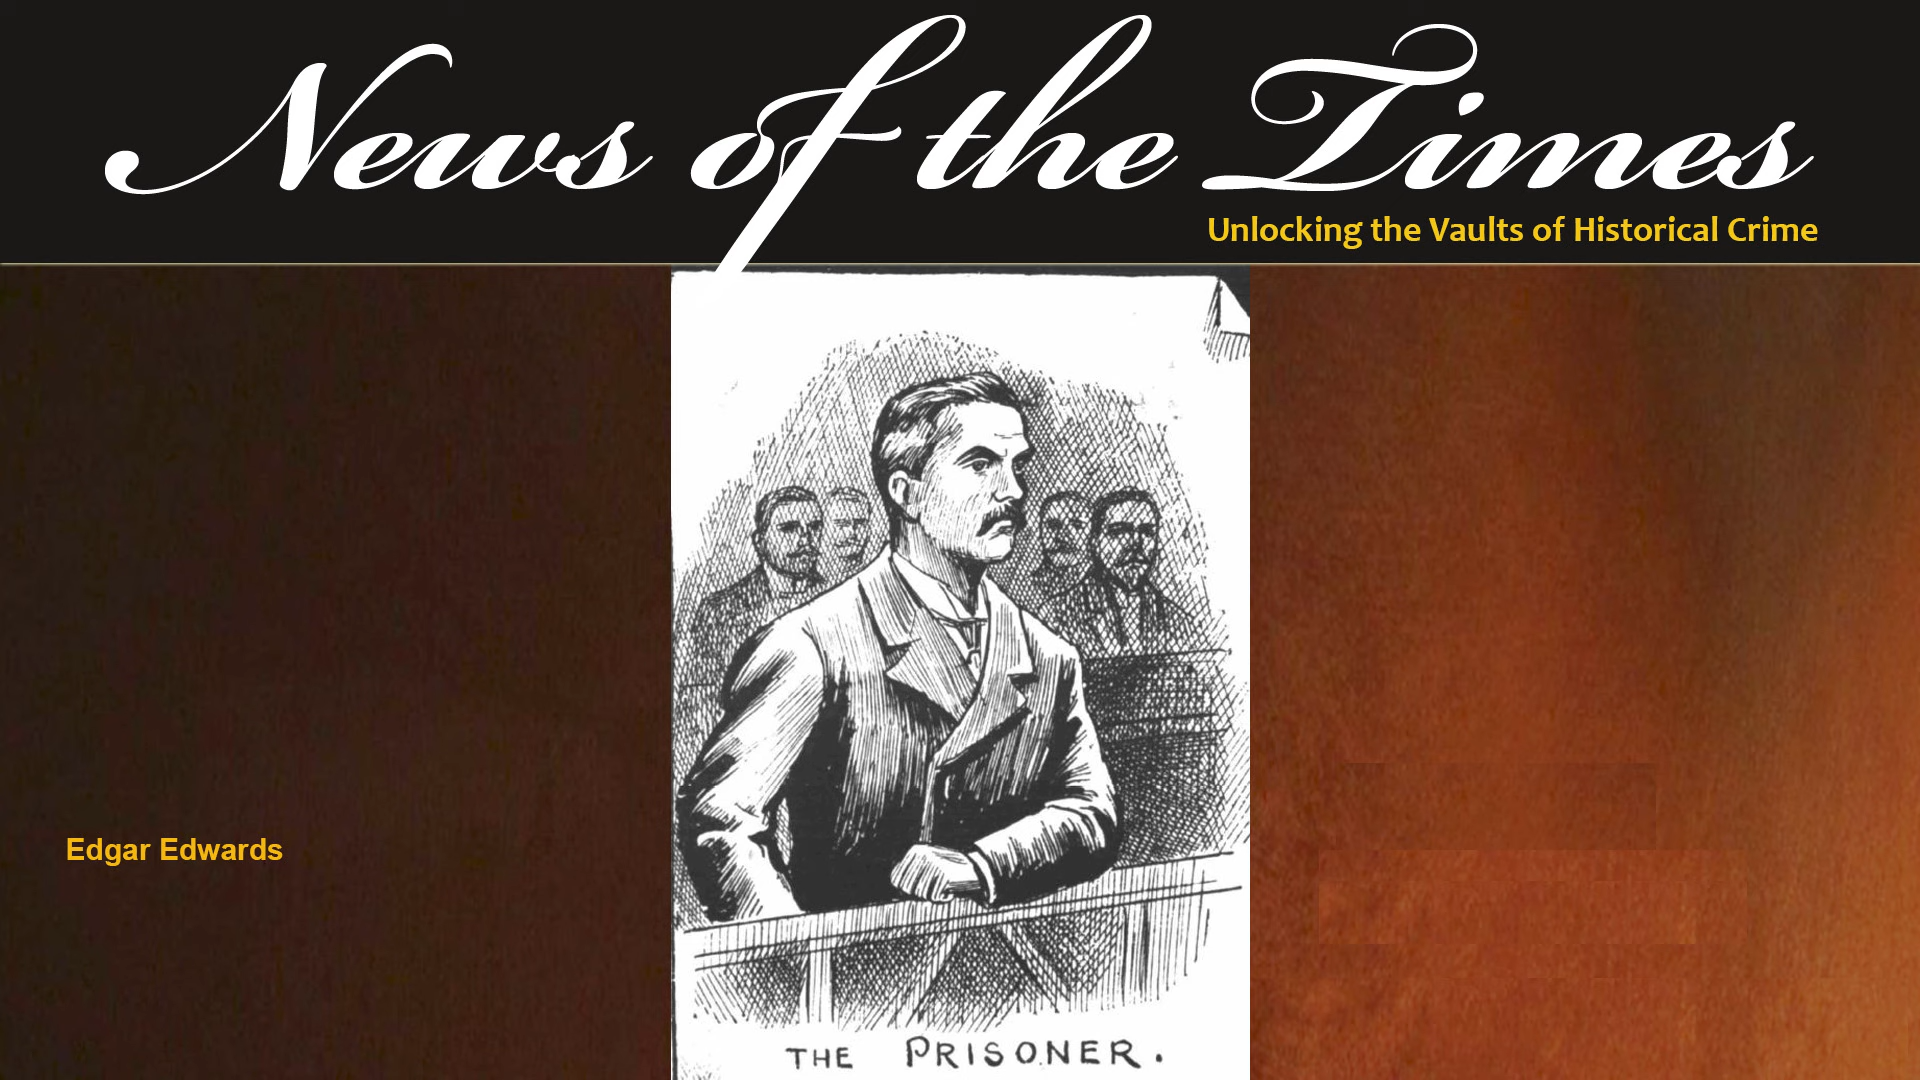 News of the Times
Unlocking the Vaults of Historical Crime
Edgar Edwards
THE PRISONER.